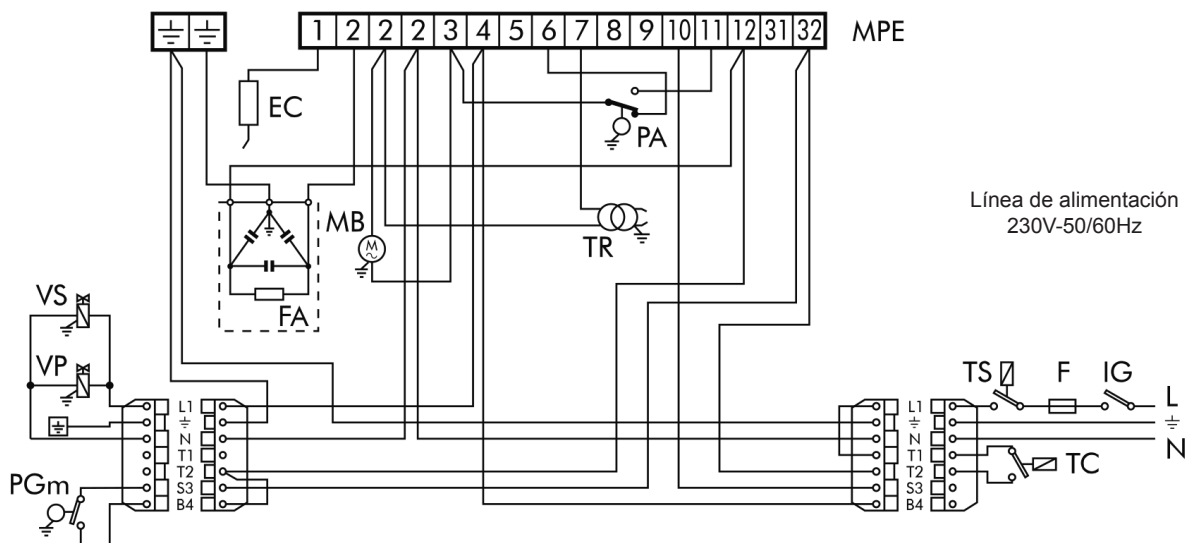 1 2 2 2 3 4 5 6 7 8 9 10 11 12 31 32 MPE
EC
PA
Línea de alimentación
230V-50/60Hz
MB
M
TR
FA
VS
VP
TS F IG
L1
L1
L
N
N
N
T1
T1
TC
T2
T2
PGm
S3
S3
B4
B4